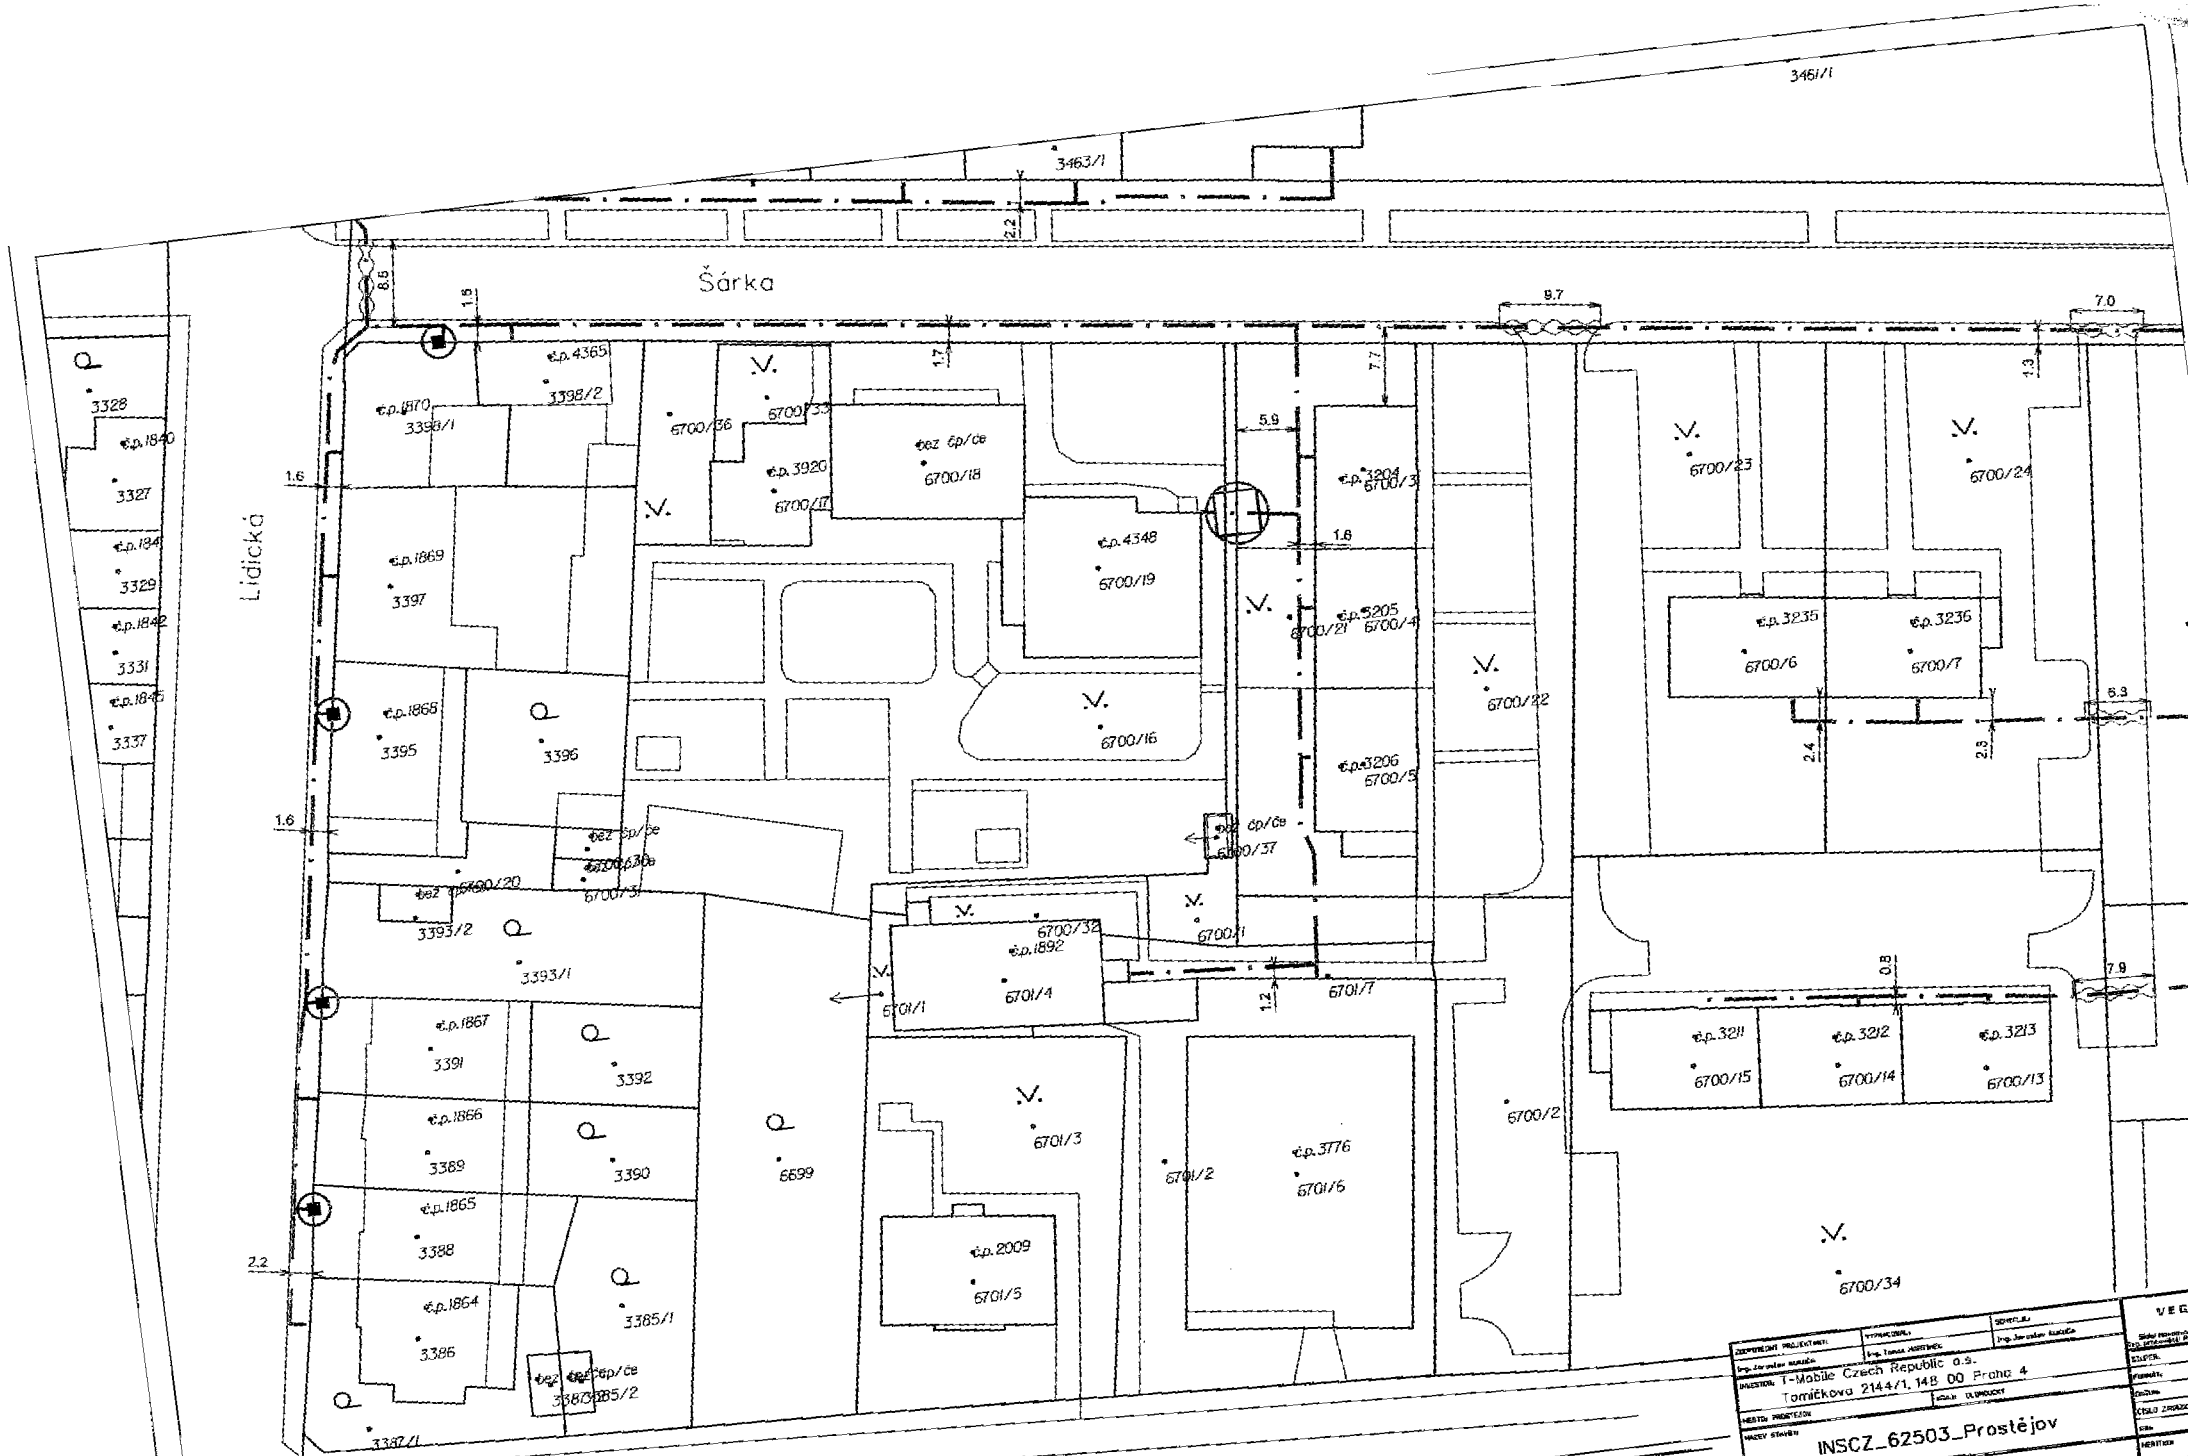 3461/1
3463/1
2.2
8.6
Šárka
1.6
9.7
7.0
1.7
7.7
1.3
č.p.4365
3398/2
č.p.1870
3398/1
3328
č.p.1840
3327
6700/36
6700/33
bez čp/če
6700/18
č.p.3920
6700/17
5.9
č.p.3204
6700/3
6700/23
6700/24
1.6
Lidická
č.p.184
3329
č.p.1869
3397
č.p.4348
6700/19
1.8
č.p.1842
3331
č.p.3205
6700/4
6700/21
č.p.3235
6700/6
č.p.3236
6700/7
3337
3395
3396
6700/16
6700/22
2.4
2.3
č.p.3206
6700/5
1.6
bez čp/če
bez čp/če
6700/37
6700/20
6700/31
3393/2
3393/1
6700/32
č.p.1892
6700/1
6701/1
6701/4
1.2
6701/7
0.8
7.9
č.p.1867
3391
3392
č.p.3211
6700/15
č.p.3212
6700/14
č.p.3213
6700/13
č.p.1866
3389
3390
6699
6701/3
6701/2
č.p.3776
6701/6
6700/2
č.p.1865
3388
2.2
č.p.2009
6701/5
6700/34
č.p.1864
3386
3385/1
3387/1
T-Mobile Czech Republic a.s.
Tomíčkova 2144/1, 148 00 Praha 4
INSCZ_62503_Prostějov